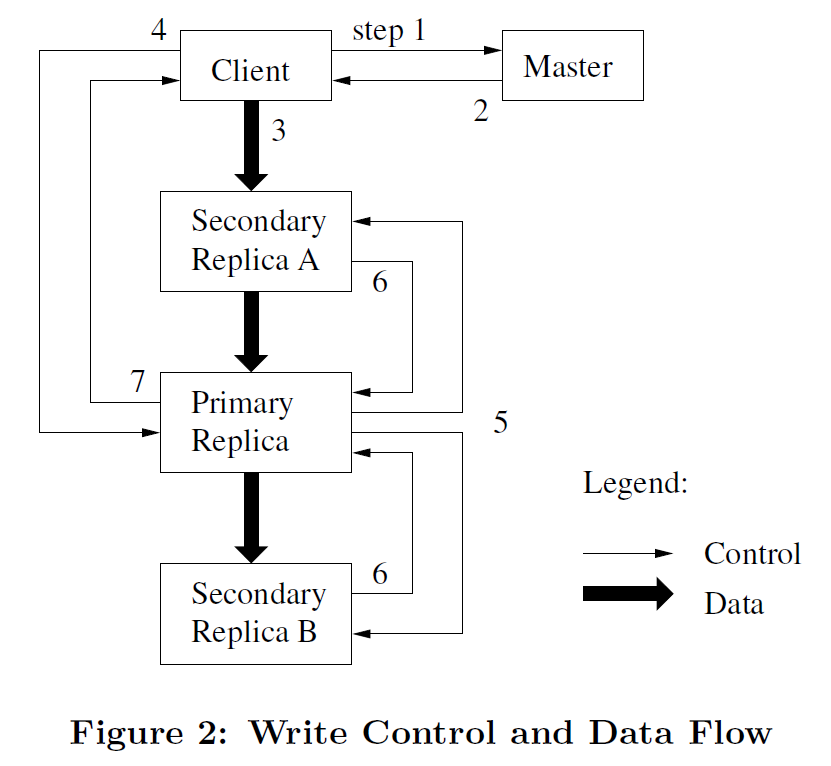 4
step 1
Client
Master
2
3
Secondary
Replica A
6
7
Primary
Replica
5
Legend:
Control
6
Secondary
Replica B
Data
Figure 2: Write Control and Data Flow